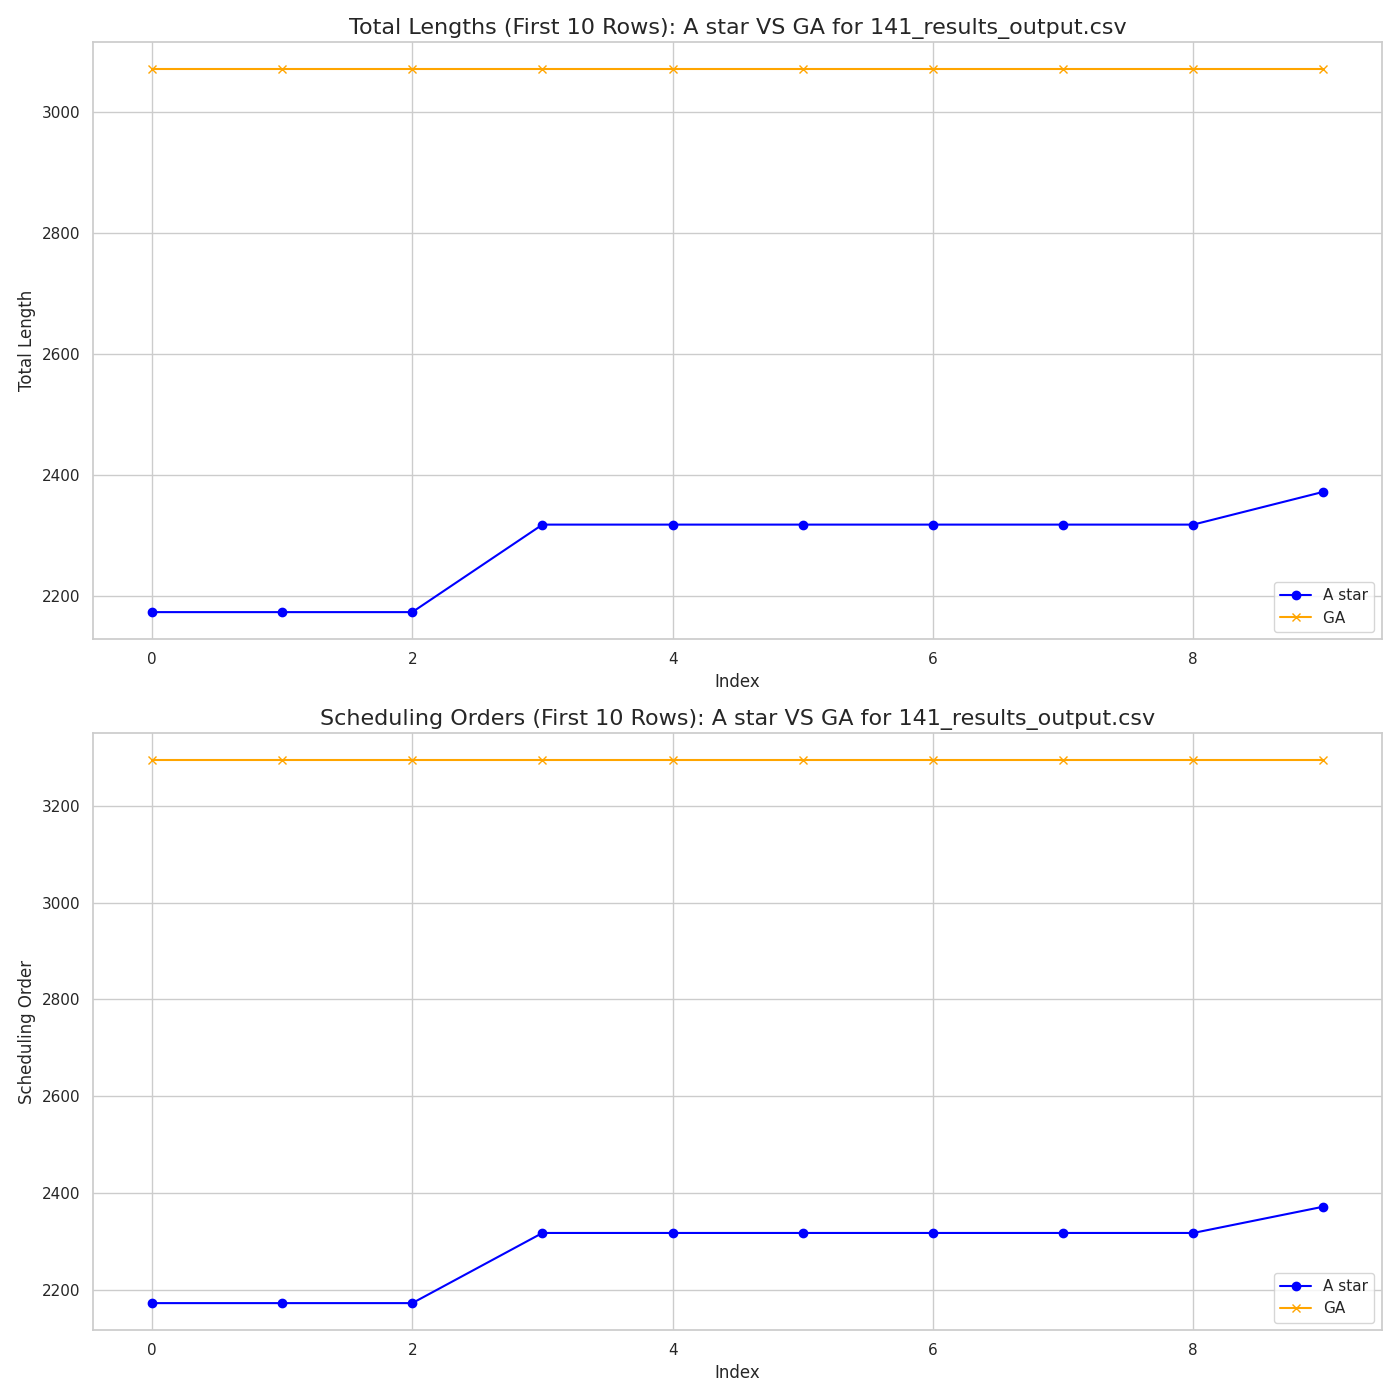 Total Lengths (First 10 Rows): A star VS GA for 141_results_output.csv
3000
2800
2600
2400
2200
Total Length
0 2 4 6 8
Index
A star
GA
Scheduling Orders (First 10 Rows): A star VS GA for 141_results_output.csv
3200
3000
2800
2600
2400
2200
Scheduling Order
0 2 4 6 8
Index
A star
GA